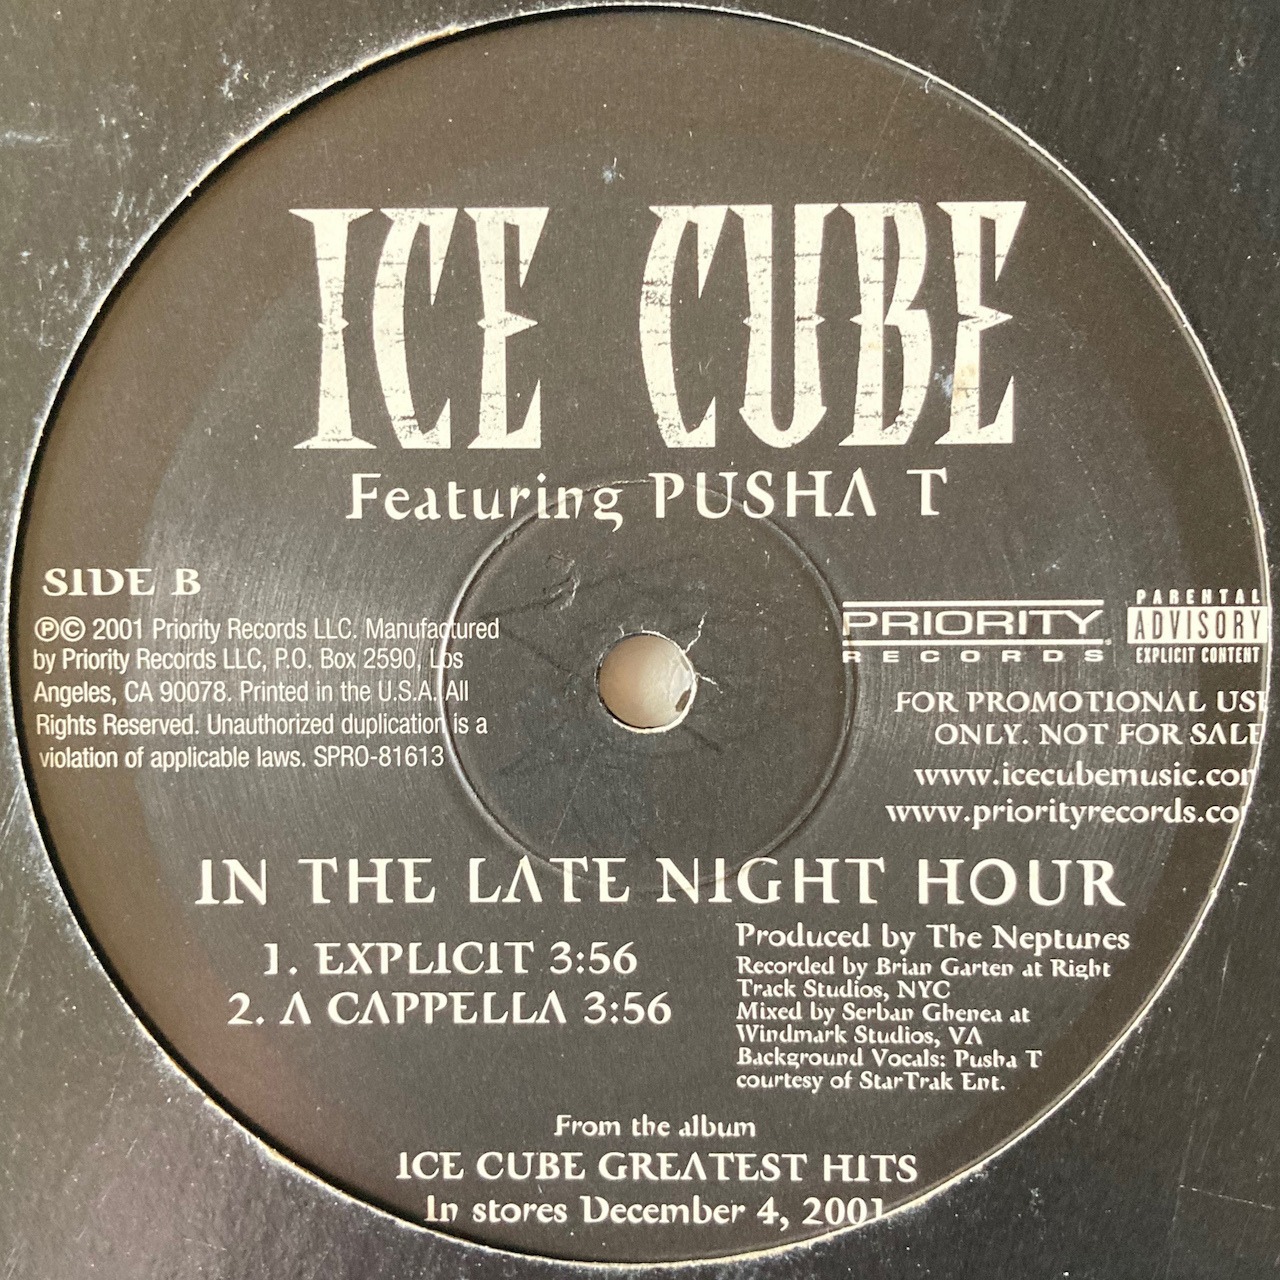 ICE CUBE
Featuring PUSHA T
SIDE B
℗© 2001 Priority Records LLC. Manufactured
by Priority Records LLC, P.O. Box 2590, Los
Angeles, CA 90078. Printed in the U.S.A. All
Rights Reserved. Unauthorized duplication is a
violation of applicable laws. SPRO-81613
PRIORITY
RECORDS
PARENTAL
ADVISORY
EXPLICIT CONTENT
FOR PROMOTIONAL USE
ONLY. NOT FOR SALE
www.icecubemusic.com
www.priorityrecords.co
IN THE LATE NIGHT HOUR
1. EXPLICIT 3:56
2. A CAPPELLA 3:56
Produced by The Neptunes
Recorded by Brian Garten at Right
Track Studios, NYC
Mixed by Serban Ghenea at
Windmark Studios, VA
Background Vocals: Pusha T
courtesy of StarTrak Ent.
From the album
ICE CUBE GREATEST HITS
In stores December 4, 2001